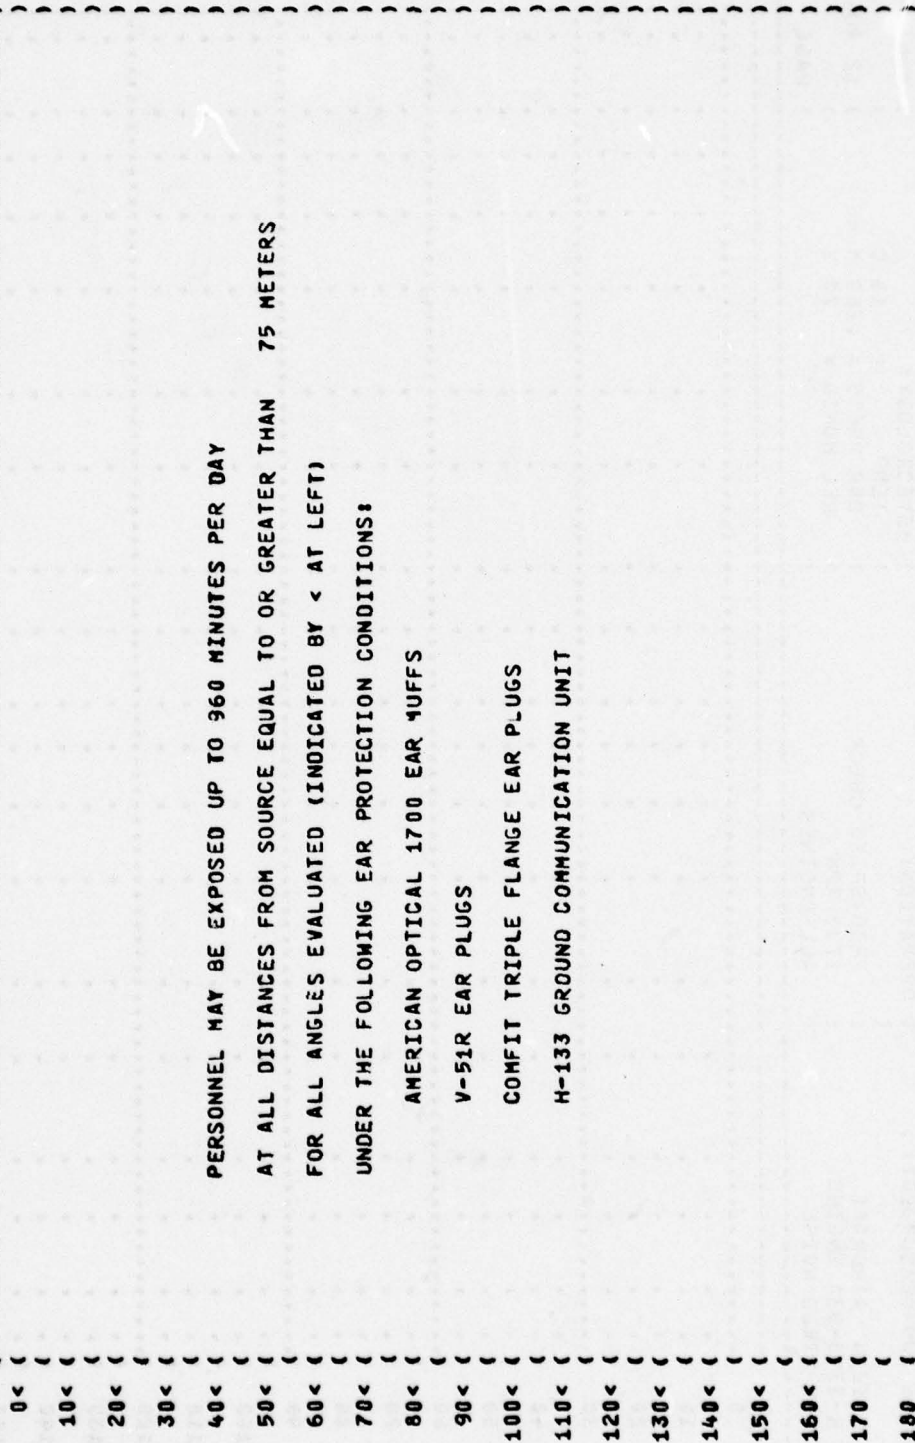 0<
10<
20<
30<
40< PERSONNEL MAY BE EXPOSED UP TO 960 MINUTES PER DAY
50< AT ALL DISTANCES FROM SOURCE EQUAL TO OR GREATER THAN 75 METERS
60< FOR ALL ANGLES EVALUATED (INDICATED BY < AT LEFT)
70< UNDER THE FOLLOWING EAR PROTECTION CONDITIONS:
80< AMERICAN OPTICAL 1700 EAR MUFFS
90< V-51R EAR PLUGS
100< COMFIT TRIPLE FLANGE EAR PLUGS
110< H-133 GROUND COMMUNICATION UNIT
120<
130<
140<
150<
160<
170
180